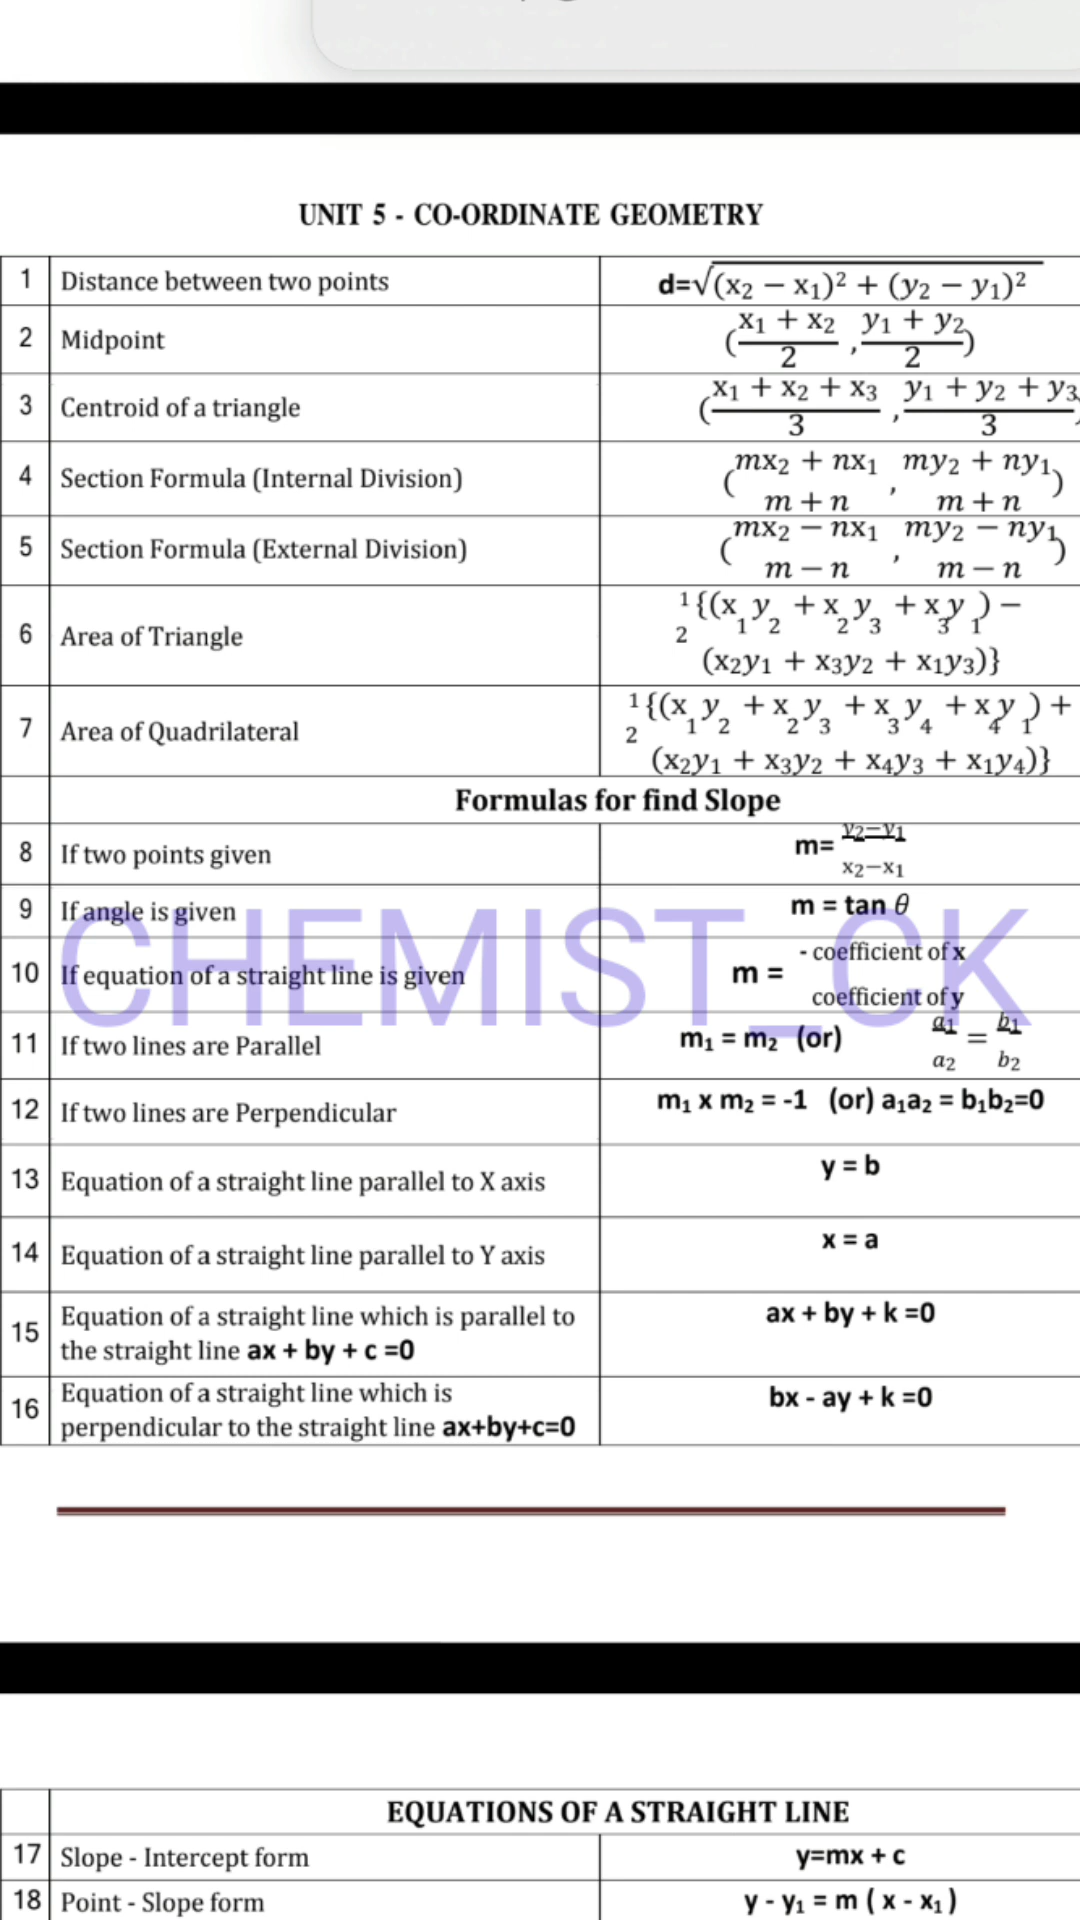 UNIT 5 - CO-ORDINATE GEOMETRY
1 Distance between two points d=√(x₂ − x₁)² + (y₂ − y₁)²
2 Midpoint (x₁ + x₂/2 , y₁ + y₂/2)
3 Centroid of a triangle (x₁ + x₂ + x₃/3 , y₁ + y₂ + y₃/3)
4 Section Formula (Internal Division) (mx₂ + nx₁/m + n , my₂ + ny₁/m + n)
5 Section Formula (External Division) (mx₂ − nx₁/m − n , my₂ − ny₁/m − n)
6 Area of Triangle 1/2{(x₁y₂ + x₂y₃ + x₃y₁) −
(x₂y₁ + x₃y₂ + x₁y₃)}
7 Area of Quadrilateral 1/2{(x₁y₂ + x₂y₃ + x₃y₄ + x₄y₁) +
(x₂y₁ + x₃y₂ + x₄y₃ + x₁y₄)}
Formulas for find Slope
8 If two points given m= y₂−y₁/x₂−x₁
9 If angle is given m = tan θ
10 If equation of a straight line is given m = - coefficient of x/coefficient of y
CHEMIST_CK
11 If two lines are Parallel m₁ = m₂ (or) a₁/a₂ = b₁/b₂
12 If two lines are Perpendicular m₁ x m₂ = -1 (or) a₁a₂ = b₁b₂=0
13 Equation of a straight line parallel to X axis y = b
14 Equation of a straight line parallel to Y axis x = a
15 Equation of a straight line which is parallel to ax + by + k =0
the straight line ax + by + c =0
16 Equation of a straight line which is bx - ay + k =0
perpendicular to the straight line ax+by+c=0
EQUATIONS OF A STRAIGHT LINE
17 Slope - Intercept form y=mx + c
18 Point - Slope form y - y₁ = m ( x - x₁ )